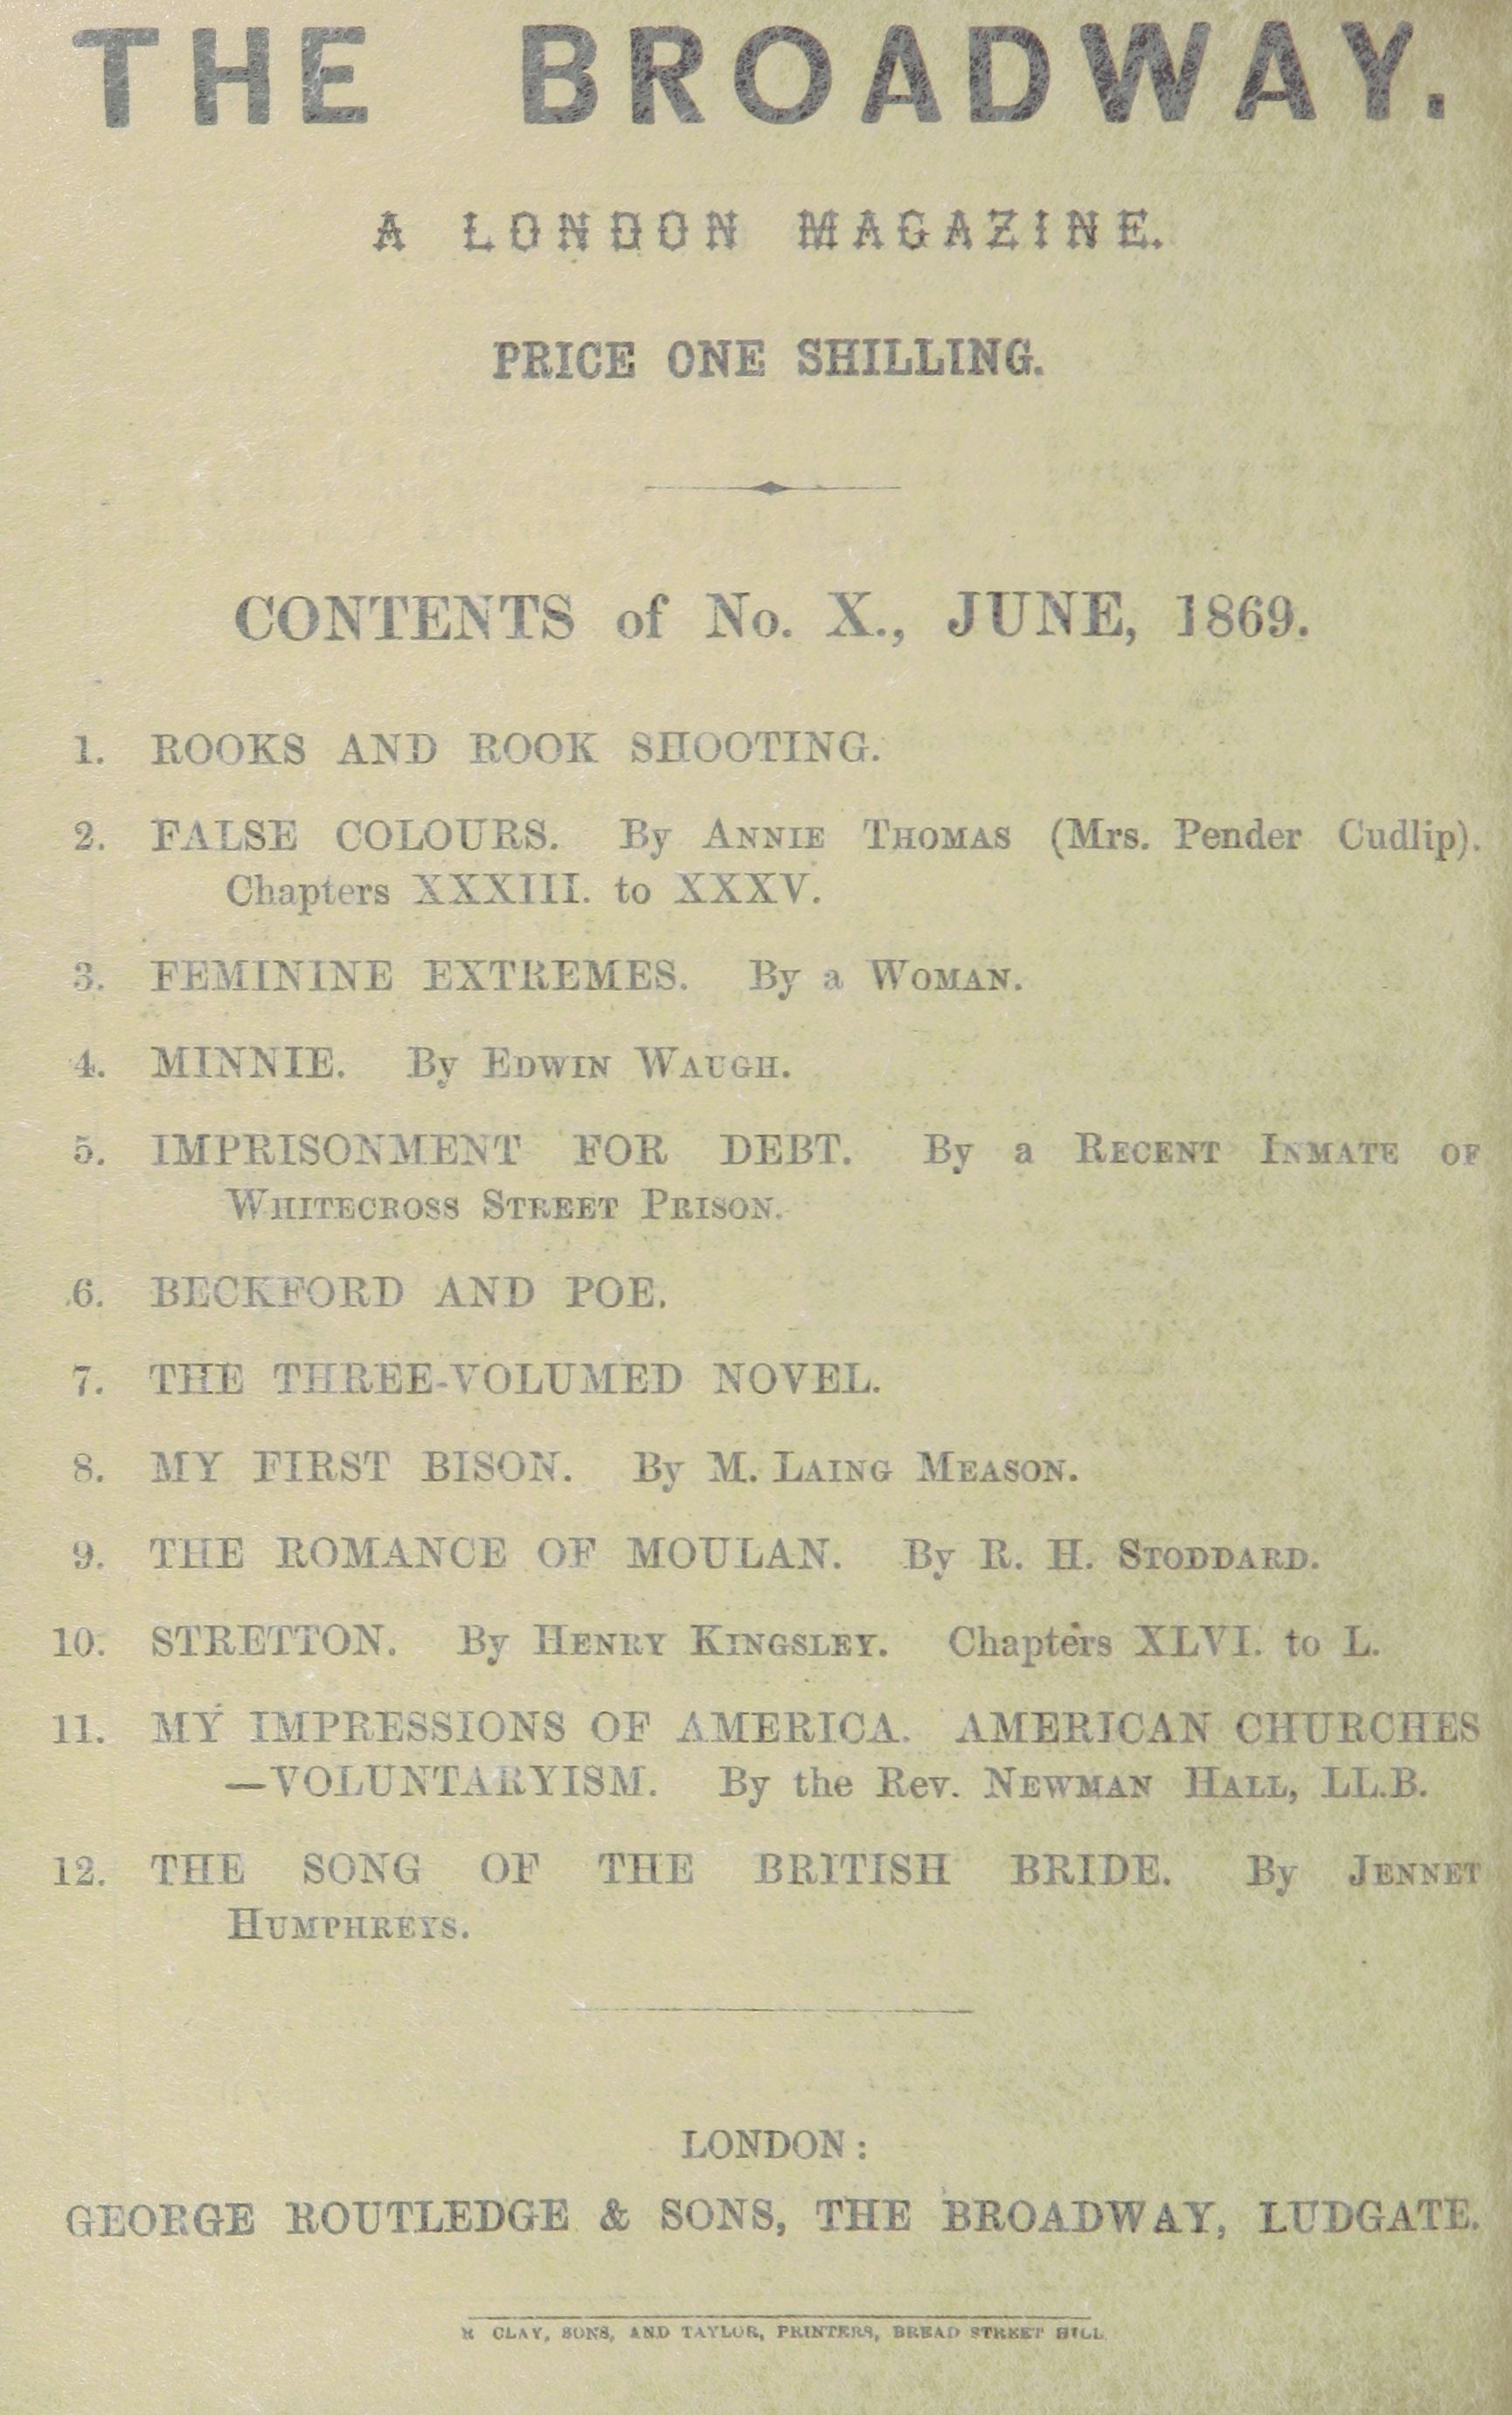 THE BROADWAY.
A LONDON MAGAZINE.
PRICE ONE SHILLING.
CONTENTS of No. X., JUNE, 1869.
1. ROOKS AND ROOK SHOOTING.
2. FALSE COLOURS. By ANNIE THOMAS (Mrs. Pender Cudlip).
Chapters XXXIII. to XXXV.
3. FEMININE EXTREMES. By a WOMAN.
4. MINNIE. By EDWIN WAUGH.
5. IMPRISONMENT FOR DEBT. By a RECENT INMATE OF
WHITECROSS STREET PRISON.
6. BECKFORD AND POE.
7. THE THREE-VOLUMED NOVEL.
8. MY FIRST BISON. By M. LAING MEASON.
9. THE ROMANCE OF MOULAN. By R. H. STODDARD.
10. STRETTON. By HENRY KINGSLEY. Chapters XLVI. to L.
11. MY IMPRESSIONS OF AMERICA. AMERICAN CHURCHES
—VOLUNTARYISM. By the Rev. NEWMAN HALL, LL.B.
12. THE SONG OF THE BRITISH BRIDE. By JENNET
HUMPHREYS.
LONDON:
GEORGE ROUTLEDGE & SONS, THE BROADWAY, LUDGATE.
CLAY, SONS, AND TAYLOR, PRINTERS, BREAD STREET HILL